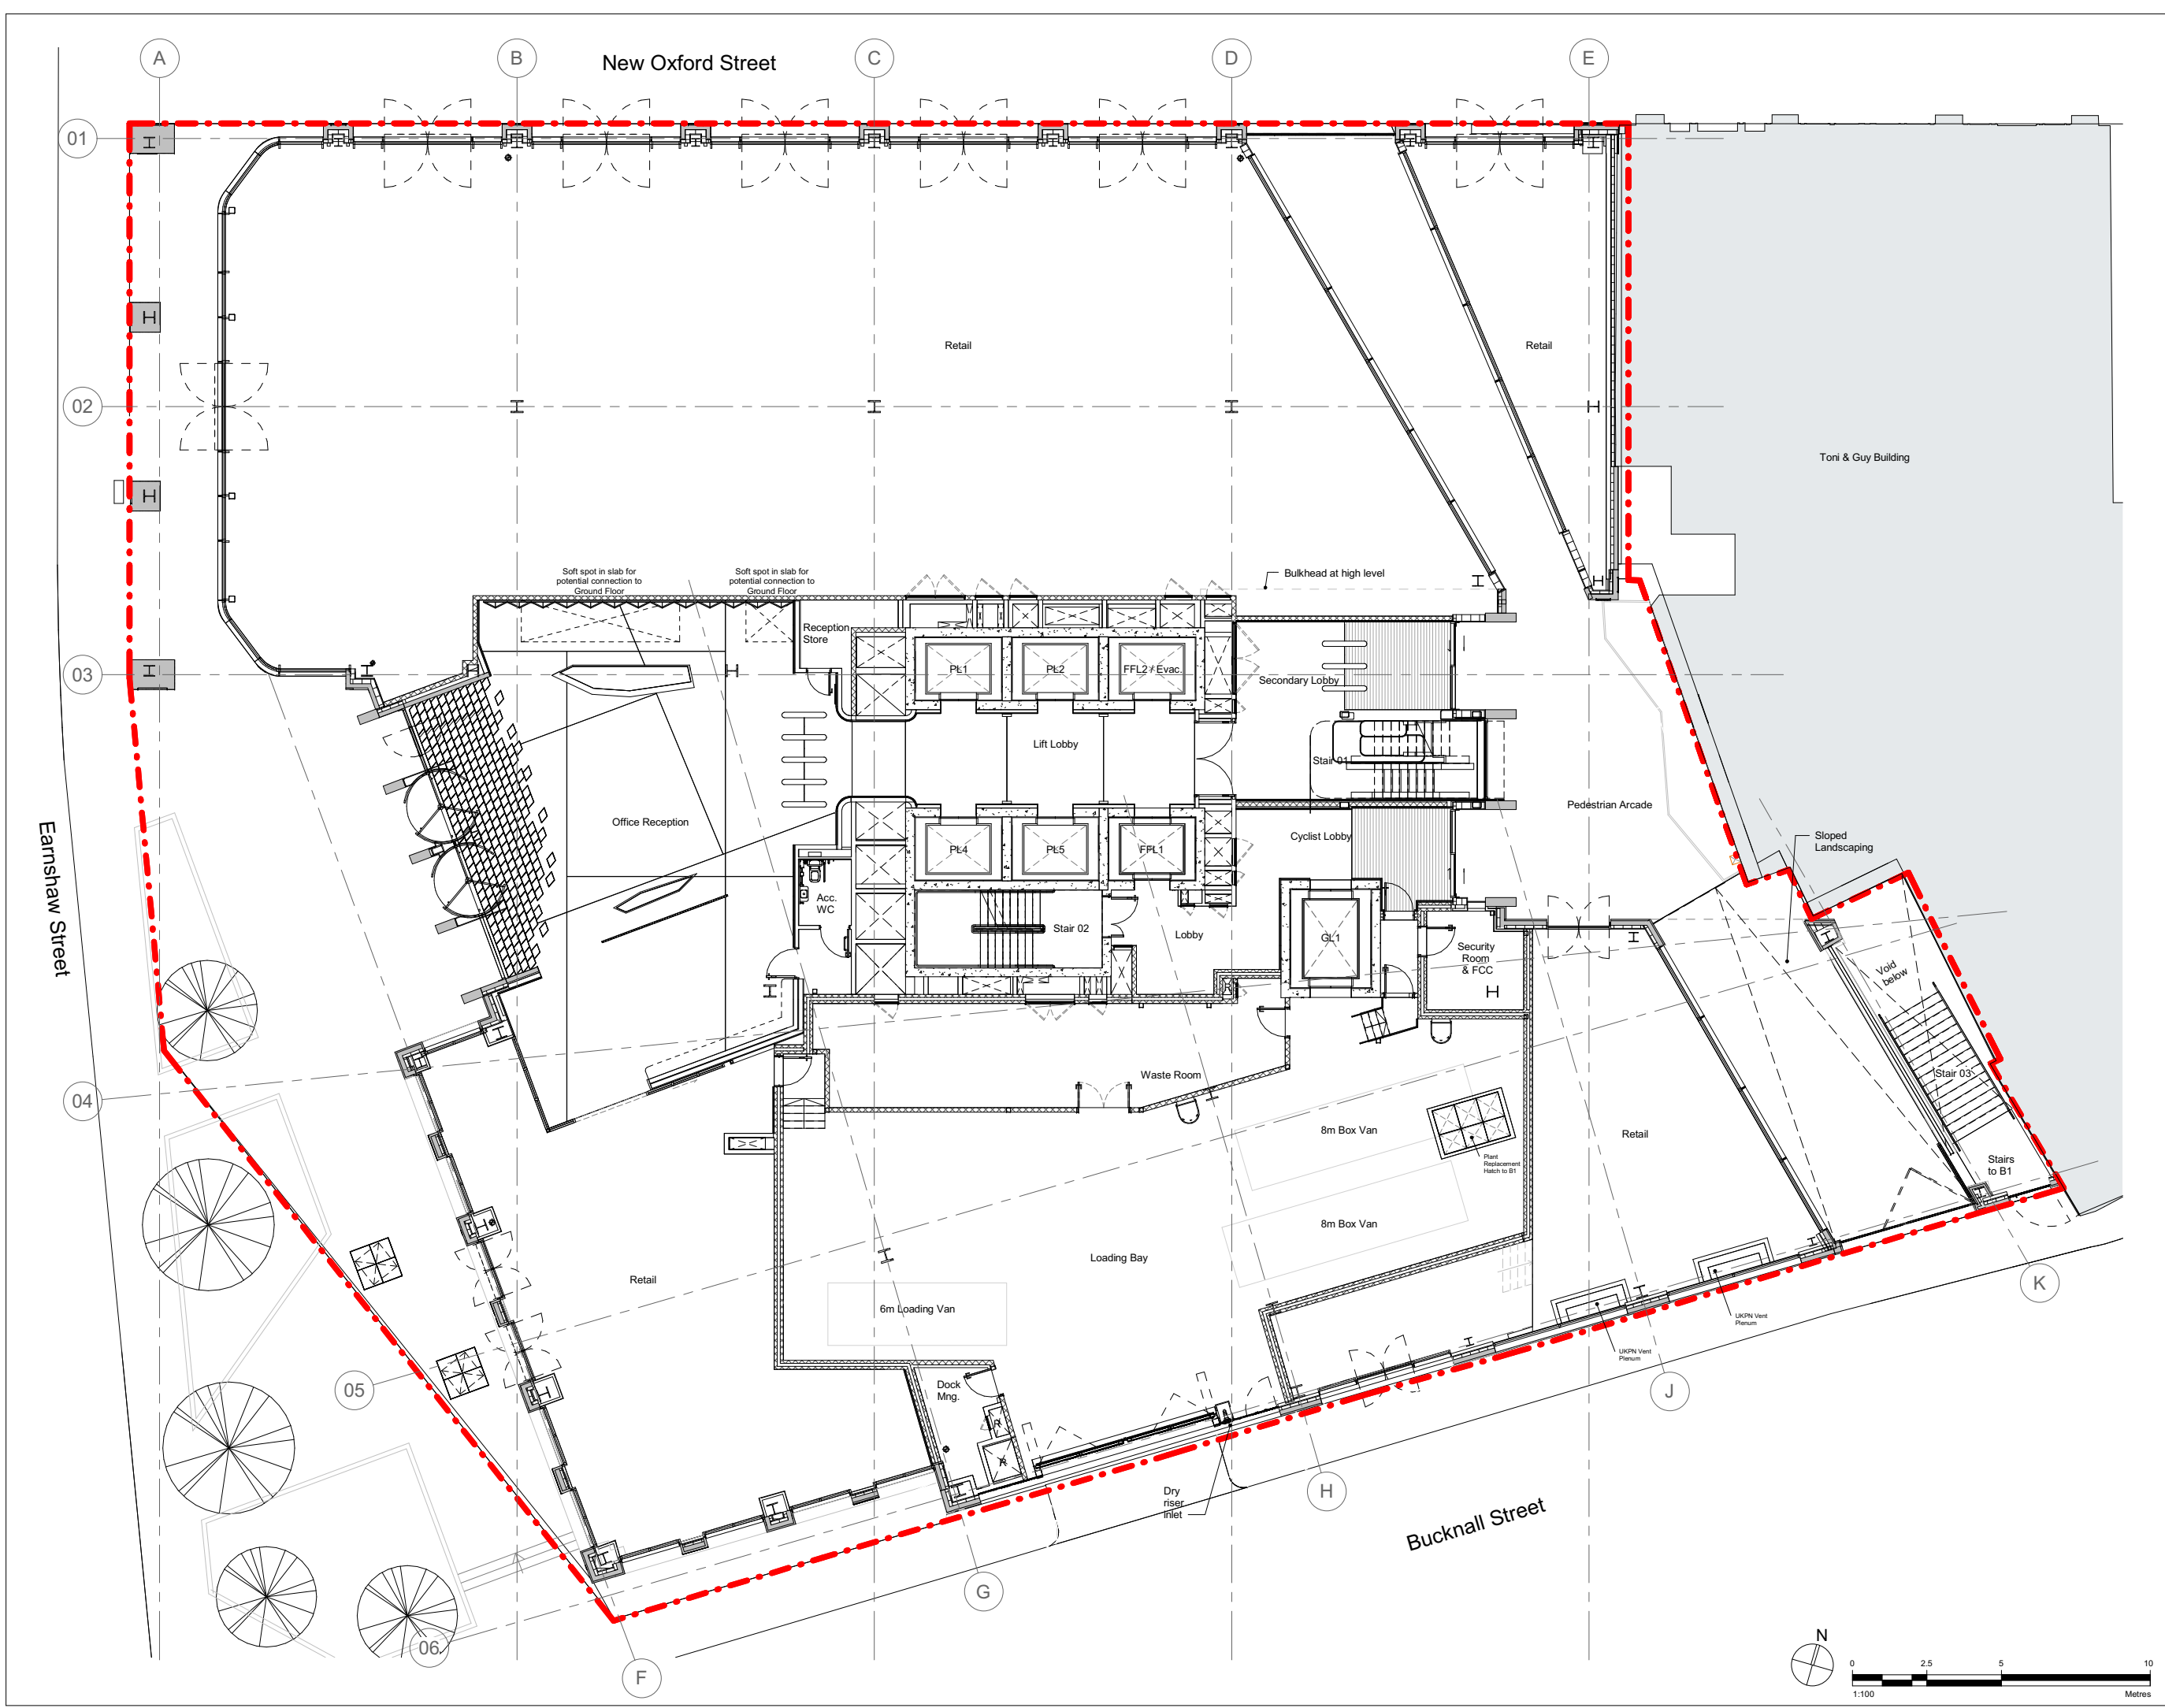 New Oxford Street
A
B
C
D
E
01
02
03
04
05
06
Retail
Retail
Toni & Guy Building
Soft spot in slab for
potential connection to
Ground Floor
Soft spot in slab for
potential connection to
Ground Floor
Bulkhead at high level
Reception
Store
PL1
PL2
FFL2 / Evac.
Secondary Lobby
Lift Lobby
Stair 01
Pedestrian Arcade
Office Reception
Cyclist Lobby
Sloped
Landscaping
PL4
PL5
FFL1
Acc.
WC
Stair 02
Lobby
GL1
Security
Room
& FCC
Void
below
Earnshaw Street
Waste Room
Stair 03
8m Box Van
Retail
Plant
Replacement
Hatch to B1
Stairs
to B1
8m Box Van
Loading Bay
Retail
6m Loading Van
UKPN Vent
Plenum
UKPN Vent
Plenum
Dock
Mng.
R
R
Dry
riser
inlet
Bucknall Street
F
G
H
J
K
N
0
2.5
5
10
1:100
Metres